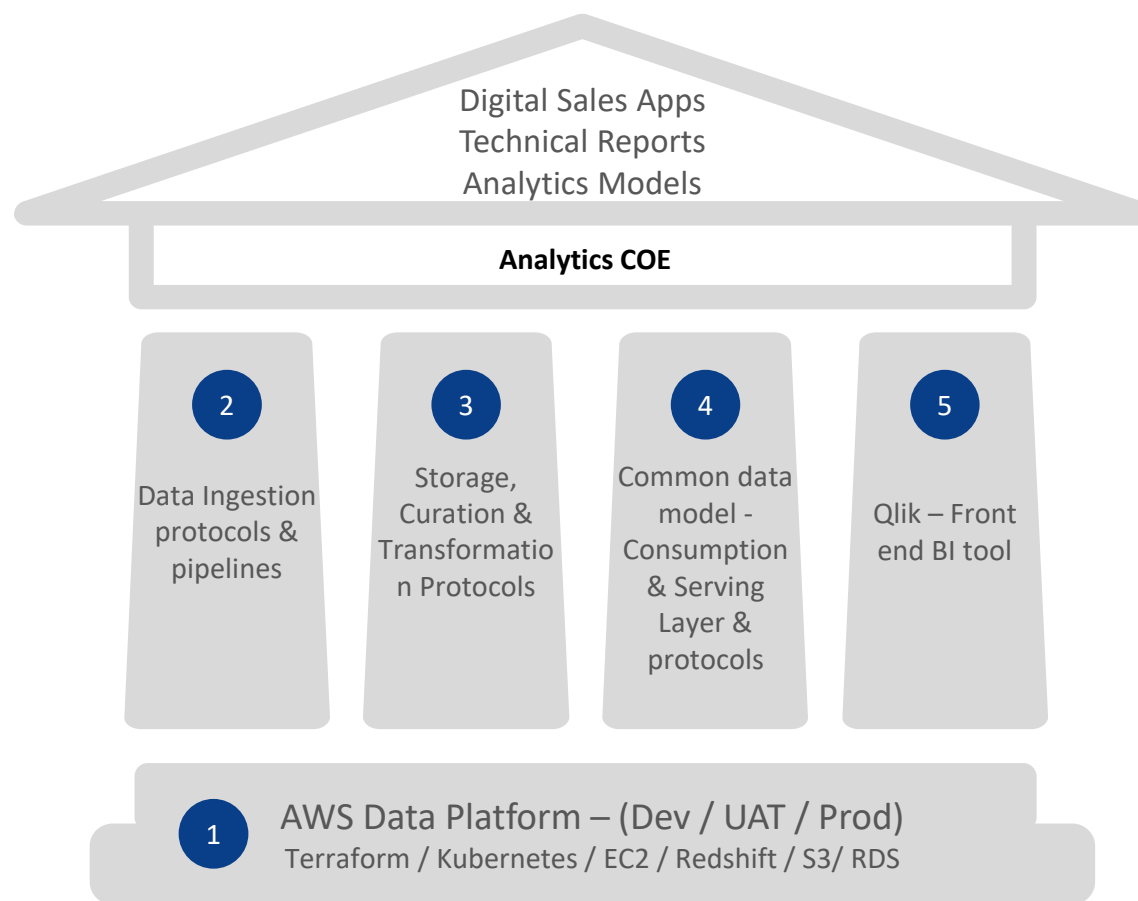 Digital Sales Apps
Technical Reports
Analytics Models
Analytics COE
2
Data Ingestion
protocols &
pipelines
3
Storage,
Curation &
Transformatio
n Protocols
4
Common data
model -
Consumption
& Serving
Layer &
protocols
5
Qlik – Front
end BI tool
1
AWS Data Platform – (Dev / UAT / Prod)
Terraform / Kubernetes / EC2 / Redshift / S3/ RDS